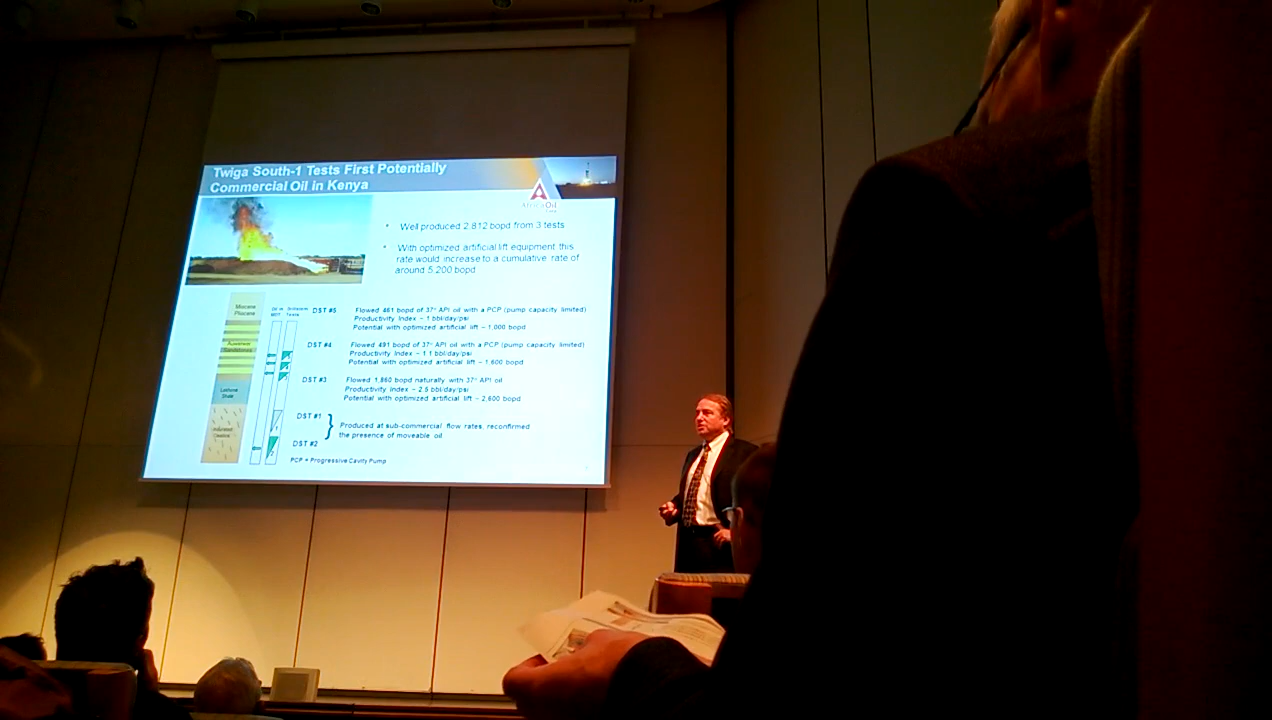 Twiga South-1 Tests First Potentially
Commercial Oil in Kenya
AfricaOil
• Well produced 2,812 bopd from 3 tests
• With optimized artificial lift equipment this
rate would increase to a cumulative rate of
around 5,200 bopd
Miocene
Pliocene
Auwerwer
Sandstones
Lokhone
Shale
DST #5
Flowed 461 bopd of 37° API oil with a PCP (pump capacity limited)
Productivity Index ~ 1 bbl/day/psi
Potential with optimized artificial lift ~ 1,000 bopd
DST #4
Flowed 491 bopd of 37° API oil with a PCP (pump capacity limited)
Productivity Index ~ 1.1 bbl/day/psi
Potential with optimized artificial lift ~ 1,600 bopd
DST #3
Flowed 1,860 bopd naturally with 37° API oil
Productivity Index ~ 2.5 bbl/day/psi
Potential with optimized artificial lift ~ 2,600 bopd
DST #1
DST #2
Produced at sub-commercial flow rates, reconfirmed
the presence of moveable oil
PCP = Progressive Cavity Pump